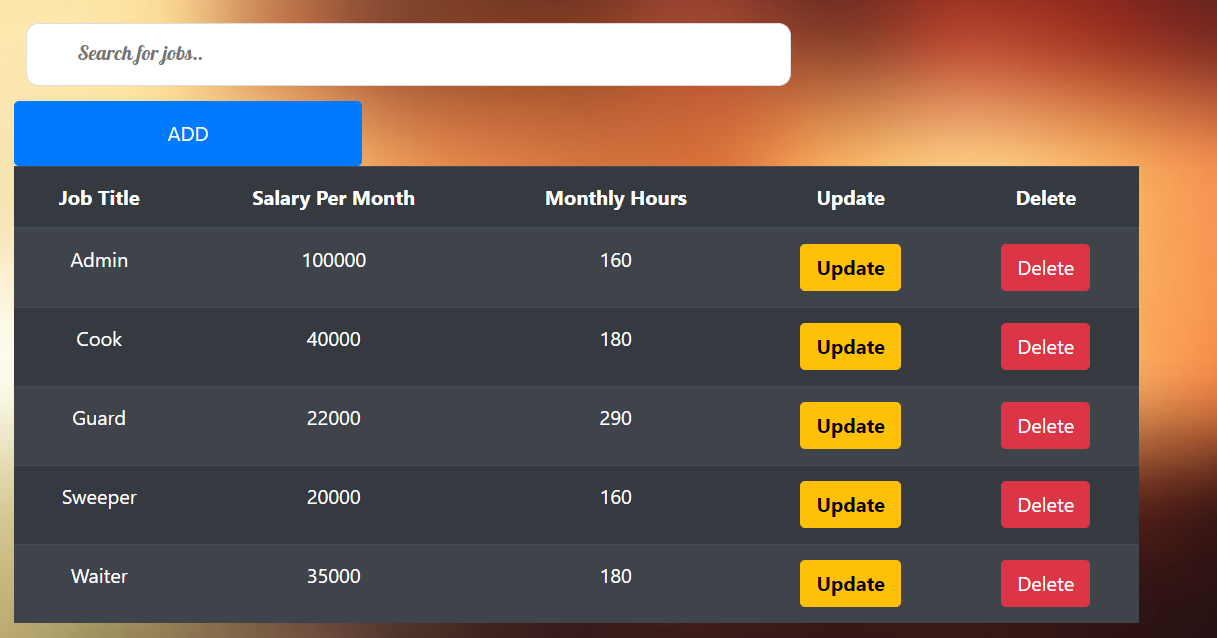 Search for jobs..
ADD
Job Title Salary Per Month Monthly Hours Update Delete
Admin 100000 160 Update Delete
Cook 40000 180 Update Delete
Guard 22000 290 Update Delete
Sweeper 20000 160 Update Delete
Waiter 35000 180 Update Delete